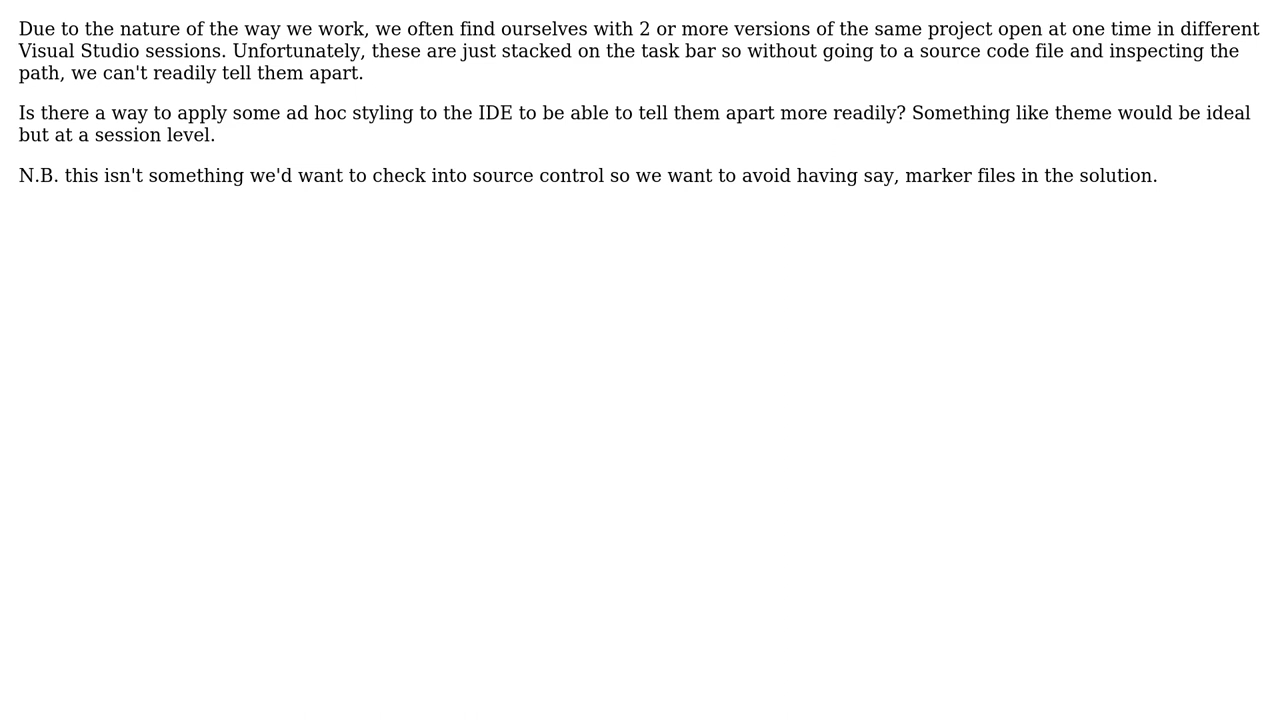 Due to the nature of the way we work, we often find ourselves with 2 or more versions of the same project open at one time in different
Visual Studio sessions. Unfortunately, these are just stacked on the task bar so without going to a source code file and inspecting the
path, we can't readily tell them apart.
Is there a way to apply some ad hoc styling to the IDE to be able to tell them apart more readily? Something like theme would be ideal
but at a session level.
N.B. this isn't something we'd want to check into source control so we want to avoid having say, marker files in the solution.